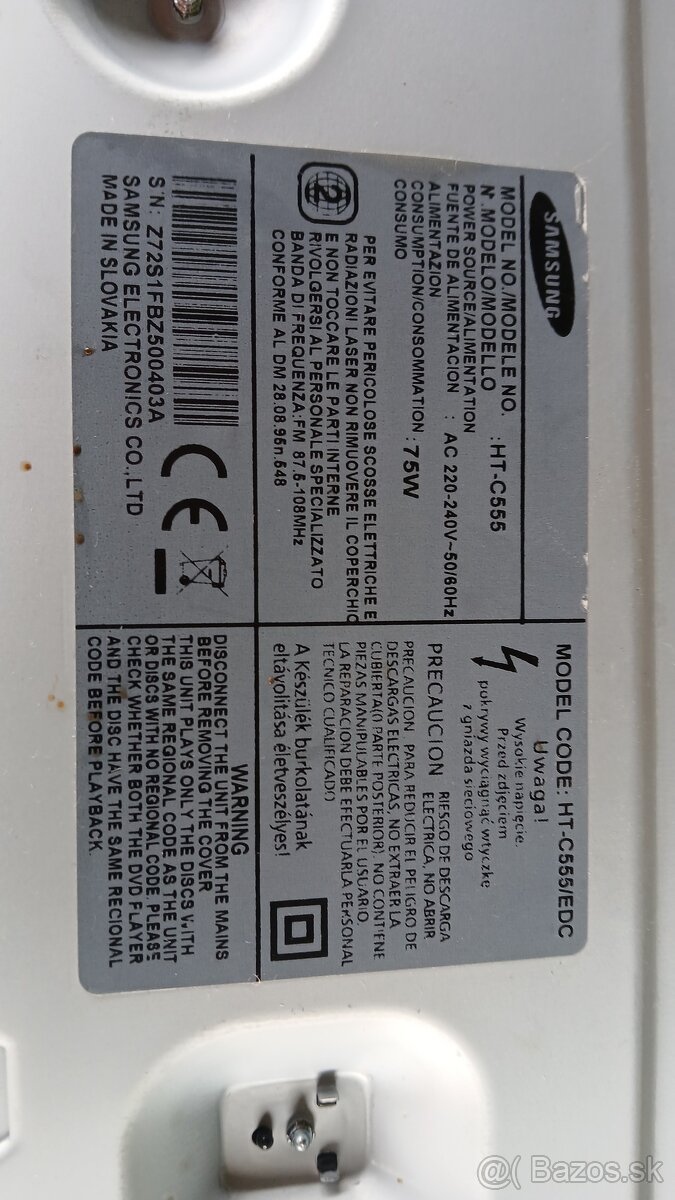 SAMSUNG
MODEL NO./MODELE NO.
N°.MODELO/MODELLO : HT-C555
POWER SOURCE/ALIMENTATION
FUENTE DE ALIMENTACION : AC 220-240V~50/60Hz
ALIMENTAZION
CONSUMPTION/CONSOMMATION : 75W
CONSUMO
2
PER EVITARE PERICOLOSE SCOSSE ELETTRICHE E
RADIAZIONI LASER NON RIMUOVERE IL COPERCHIO
E NON TOCCARE LE PARTI INTERNE
RIVOLGERSI AL PERSONALE SPECIALIZZATO
BANDA DI FREQUENZA:FM 87.5-108MHz
CONFORME AL DM 28.08.95n.548
S/N: Z72S1FBZ500403A
SAMSUNG ELECTRONICS CO.,LTD
MADE IN SLOVAKIA
CE
MODEL CODE: HT-C555/EDC
Uwaga!
Wysokie napięcie.
Przed zdjęciem
pokrywy wyciągnąć wtyczkę
z gniazda sieciowego
PRECAUCION
RIESGO DE DESCARGA
ELECTRICA, NO ABRIR
PRECAUCION PARA REDUCIR EL PELIGRO DE
DESCARGAS ELECTRICAS, NO EXTRAER LA
CUBIERTA(O PARTE POSTERIOR). NO CONTIENE
PIEZAS MANIPULABLES POR EL USUARIO,
LA REPARACION DEBE EFECTUARLA PERSONAL
TECNICO CUALIFICADO
A Készülék burkolatának
eltávolítása életveszélyes!
WARNING
DISCONNECT THE UNIT FROM THE MAINS
BEFORE REMOVING THE COVER
THIS UNIT PLAYS ONLY THE DISCS WITH
THE SAME REGIONAL CODE AS THE UNIT
OR DISCS WITH NO REGIONAL CODE. PLEASE
CHECK WHETHER BOTH THE DVD PLAYER
AND THE DISC HAVE THE SAME RECIONAL
CODE BEFORE PLAYBACK.
@ Bazos.sk